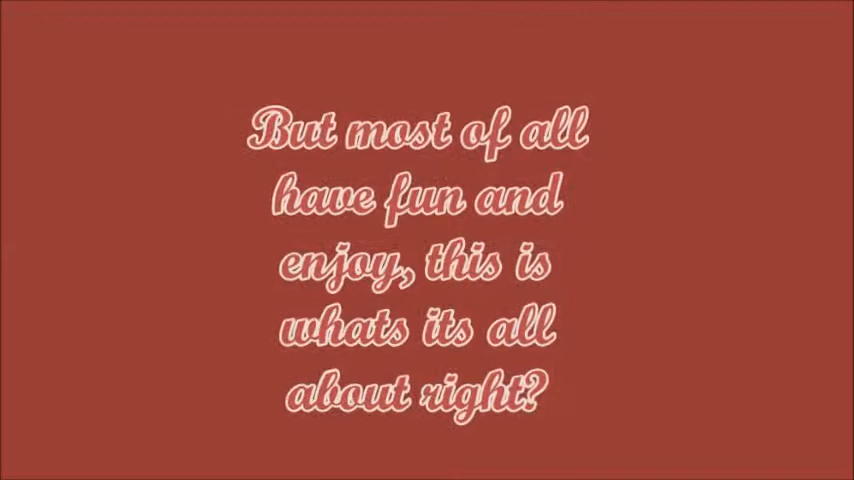 But most of all
have fun and
enjoy, this is
whats its all
about right?